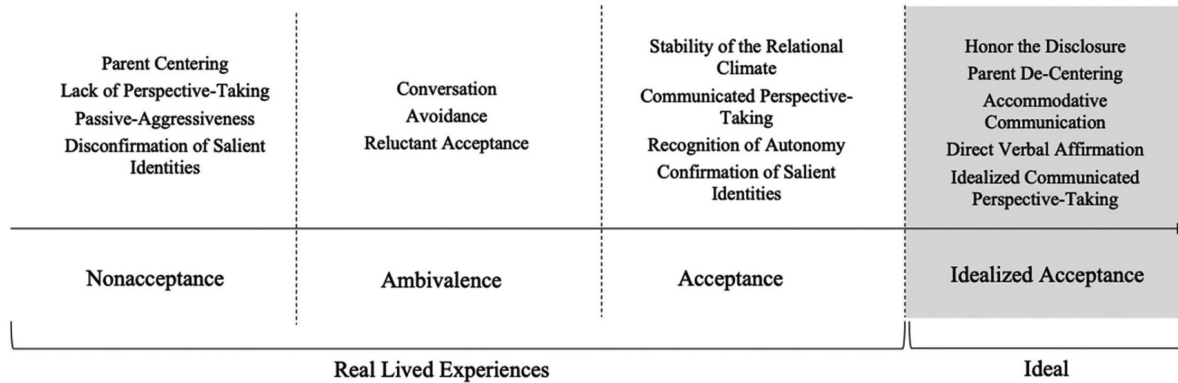 Parent Centering
Lack of Perspective-Taking
Passive-Aggressiveness
Disconfirmation of Salient
Identities
Conversation
Avoidance
Reluctant Acceptance
Stability of the Relational
Climate
Communicated Perspective-
Taking
Recognition of Autonomy
Confirmation of Salient
Identities
Honor the Disclosure
Parent De-Centering
Accommodative
Communication
Direct Verbal Affirmation
Idealized Communicated
Perspective-Taking
Nonacceptance
Ambivalence
Acceptance
Idealized Acceptance
Real Lived Experiences
Ideal